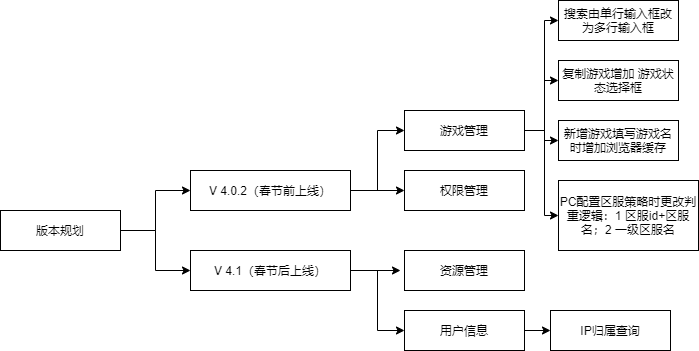 搜索由单行输入框改
为多行输入框
复制游戏增加 游戏状
态选择框
游戏管理
新增游戏填写游戏名
时增加浏览器缓存
V 4.0.2（春节前上线）
权限管理
PC配置区服策略时更改判
重逻辑：1 区服id+区服
名；2 一级区服名
版本规划
V 4.1（春节后上线）
资源管理
用户信息
IP归属查询